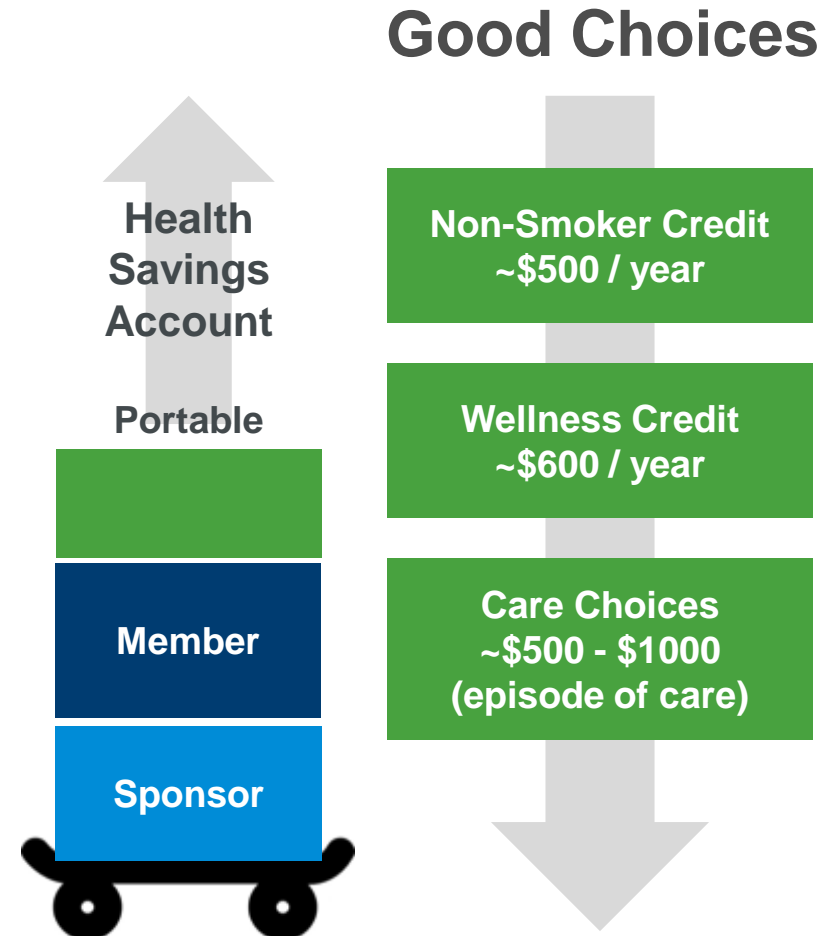 Good Choices
Health
Savings
Account
Portable
Member
Sponsor
Non-Smoker Credit
~$500 / year
Wellness Credit
~$600 / year
Care Choices
~$500 - $1000
(episode of care)